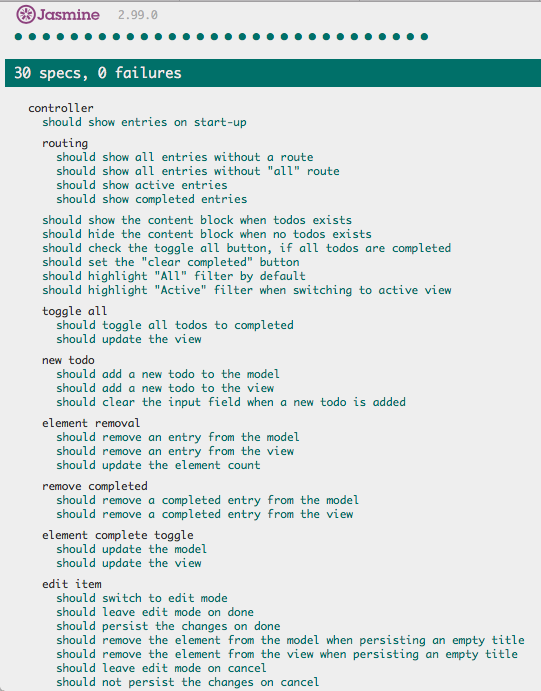 Jasmine 2.99.0
30 specs, 0 failures
controller
should show entries on start-up
routing
should show all entries without a route
should show all entries without "all" route
should show active entries
should show completed entries
should show the content block when todos exists
should hide the content block when no todos exists
should check the toggle all button, if all todos are completed
should set the "clear completed" button
should highlight "All" filter by default
should highlight "Active" filter when switching to active view
toggle all
should toggle all todos to completed
should update the view
new todo
should add a new todo to the model
should add a new todo to the view
should clear the input field when a new todo is added
element removal
should remove an entry from the model
should remove an entry from the view
should update the element count
remove completed
should remove a completed entry from the model
should remove a completed entry from the view
element complete toggle
should update the model
should update the view
edit item
should switch to edit mode
should leave edit mode on done
should persist the changes on done
should remove the element from the model when persisting an empty title
should remove the element from the view when persisting an empty title
should leave edit mode on cancel
should not persist the changes on cancel